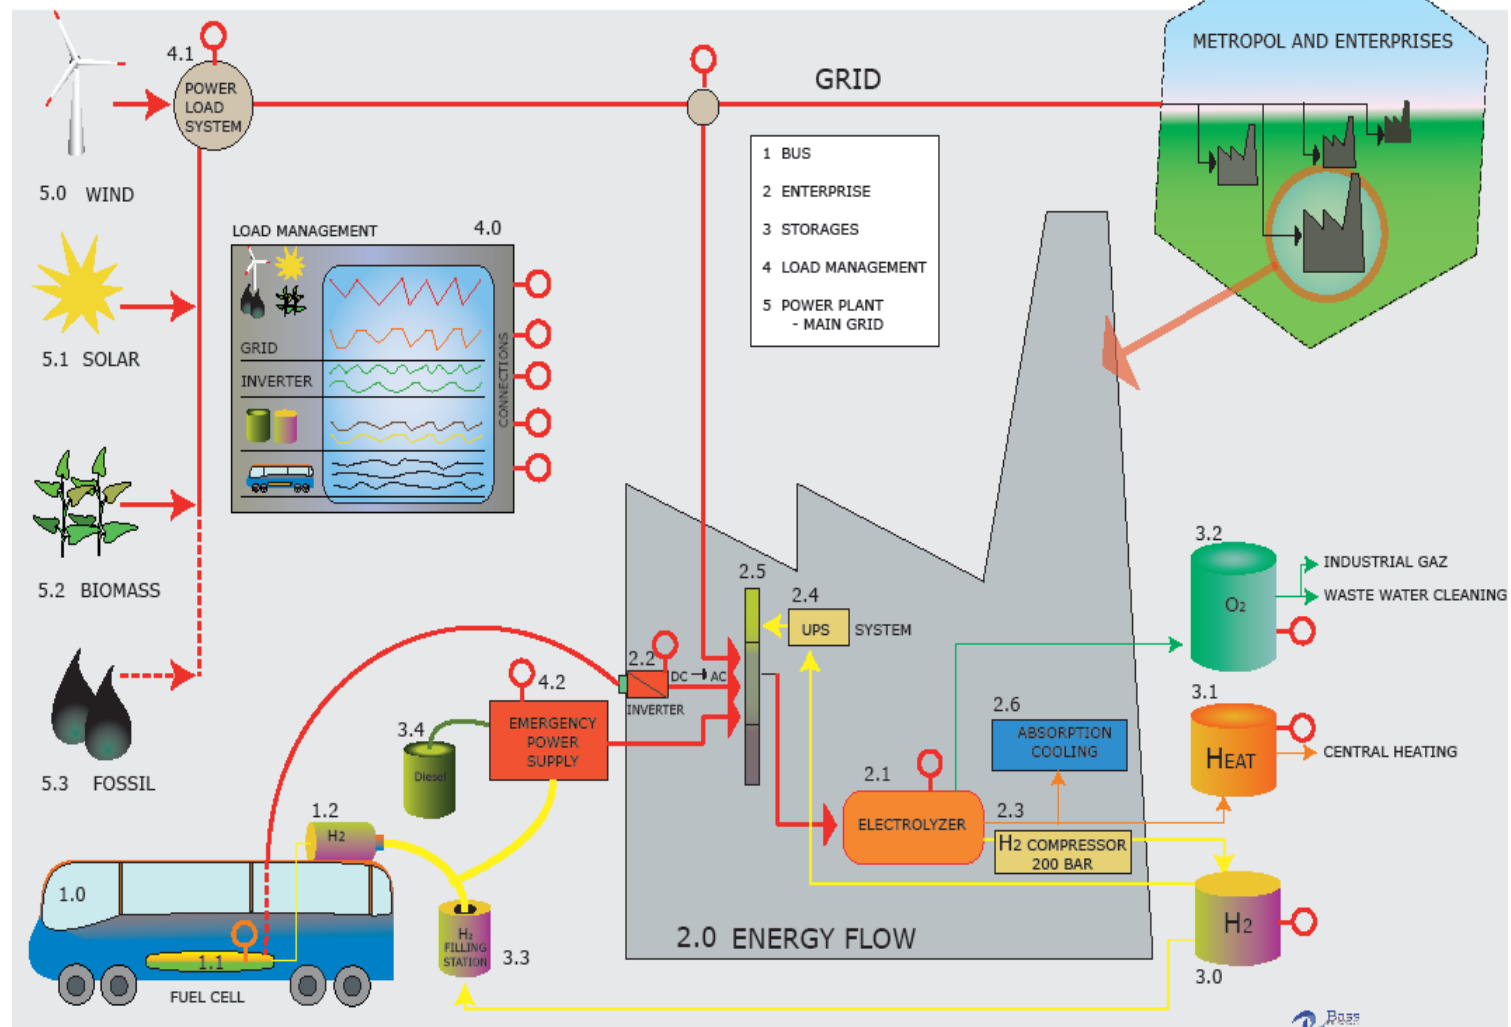 METROPOL AND ENTERPRISES
4.1
POWER
LOAD
SYSTEM
GRID
5.0 WIND
1 BUS
2 ENTERPRISE
3 STORAGES
4 LOAD MANAGEMENT
5 POWER PLANT
- MAIN GRID
LOAD MANAGEMENT
4.0
GRID
INVERTER
CONNECTIONS
5.1 SOLAR
5.2 BIOMASS
5.3 FOSSIL
2.5
2.4
UPS
SYSTEM
3.2
O2
INDUSTRIAL GAZ
WASTE WATER CLEANING
2.2
DC
AC
INVERTER
4.2
EMERGENCY
POWER
SUPPLY
3.4
Diesel
2.6
ABSORPTION
COOLING
3.1
HEAT
CENTRAL HEATING
2.1
ELECTROLYZER
2.3
H2 COMPRESSOR
200 BAR
1.2
H2
1.0
1.1
FUEL CELL
H2
FILLING
STATION
3.3
2.0 ENERGY FLOW
H2
3.0
Bass